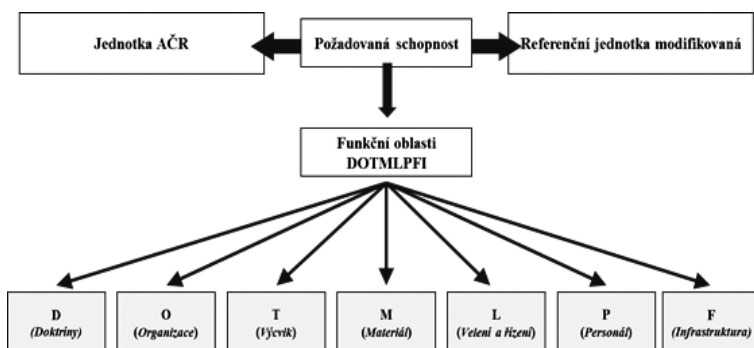 Jednotka AČR
Požadovaná schopnost
Referenční jednotka modifikovaná
Funkční oblasti
DOTMLPFI
D
(Doktríny)
O
(Organizace)
T
(Výcvik)
M
(Materiál)
L
(Velení a řízení)
P
(Personál)
F
(Infrastruktura)